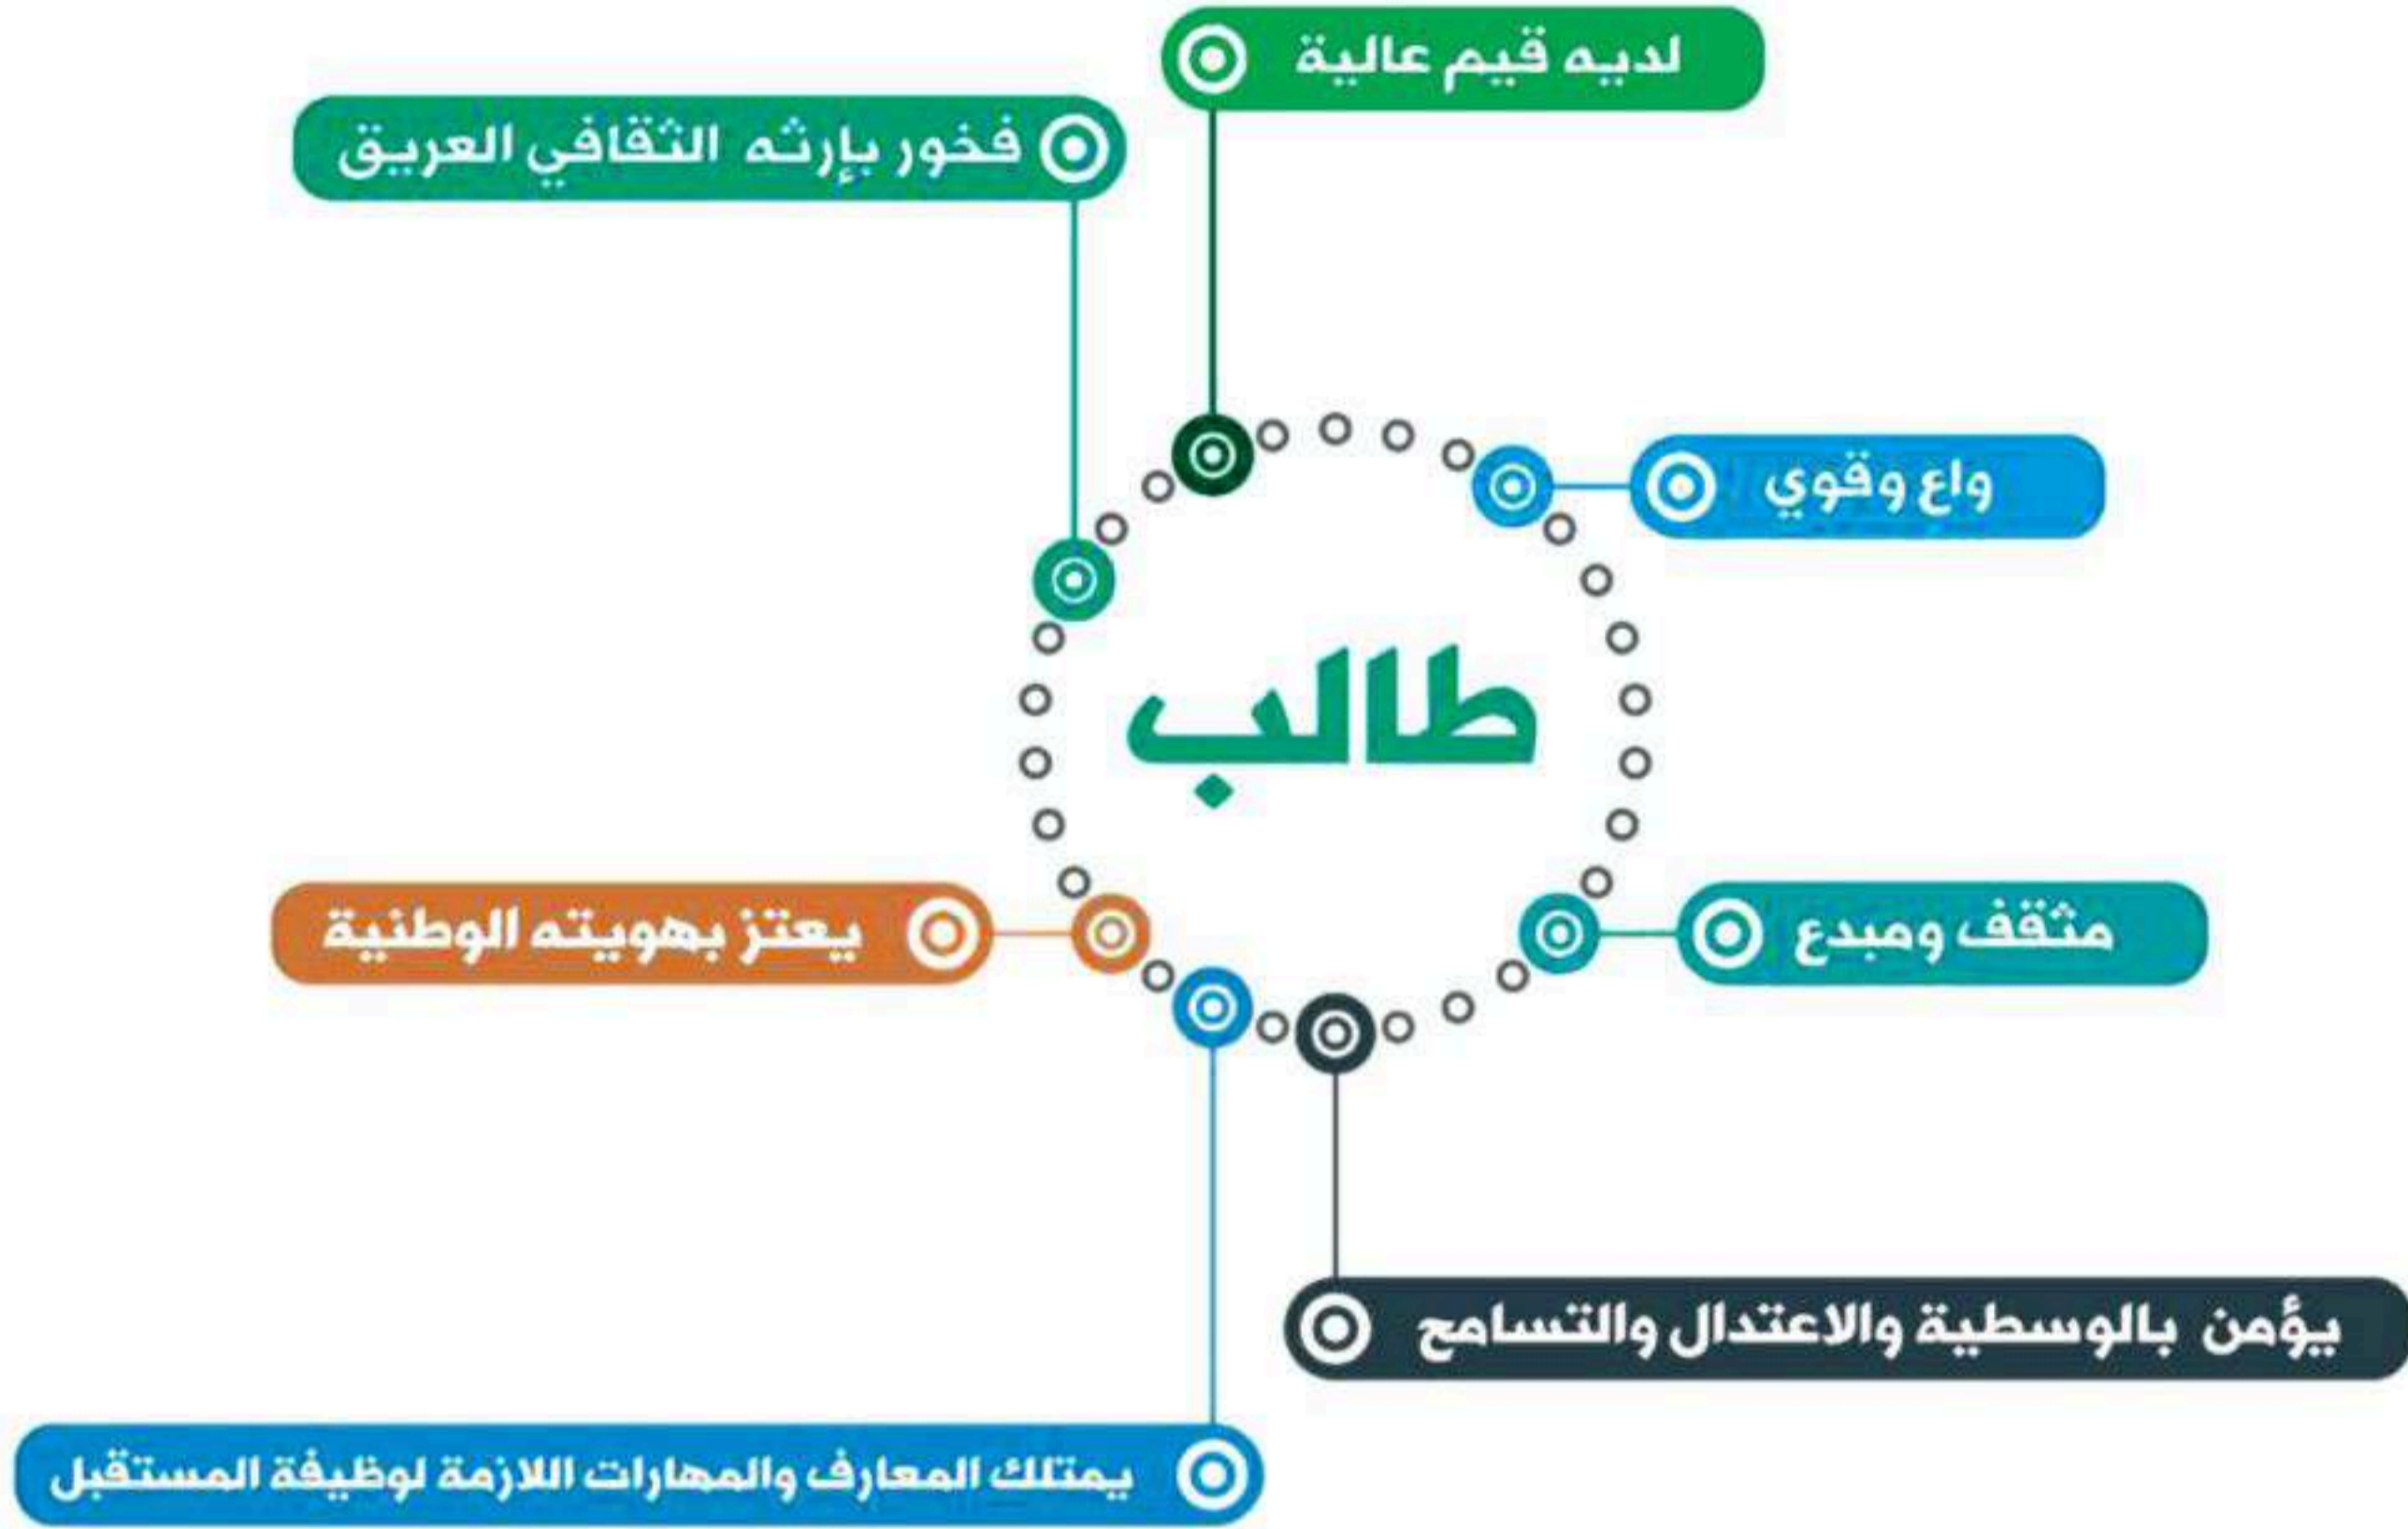 لديه قيم عالية
فخور بإرثه الثقافي العريق
واع وقوي
طالب
يعتز بهويته الوطنية
مثقف ومبدع
يؤمن بالوسطية والاعتدال والتسامح
يمتلك المعارف والمهارات اللازمة لوظيفة المستقبل